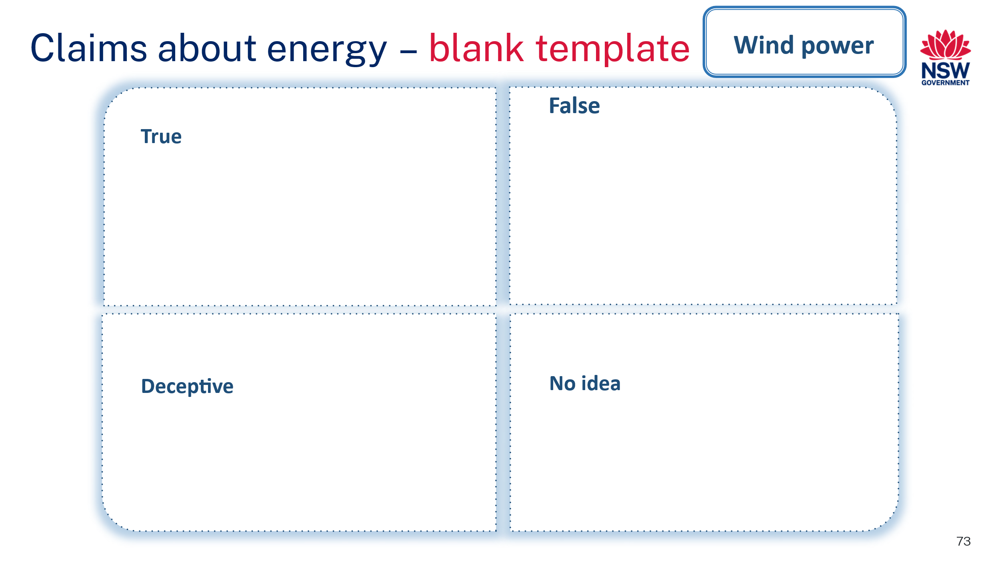 Claims about energy – blank template
Wind power
NSW
GOVERNMENT
True
False
Deceptive
No idea
73